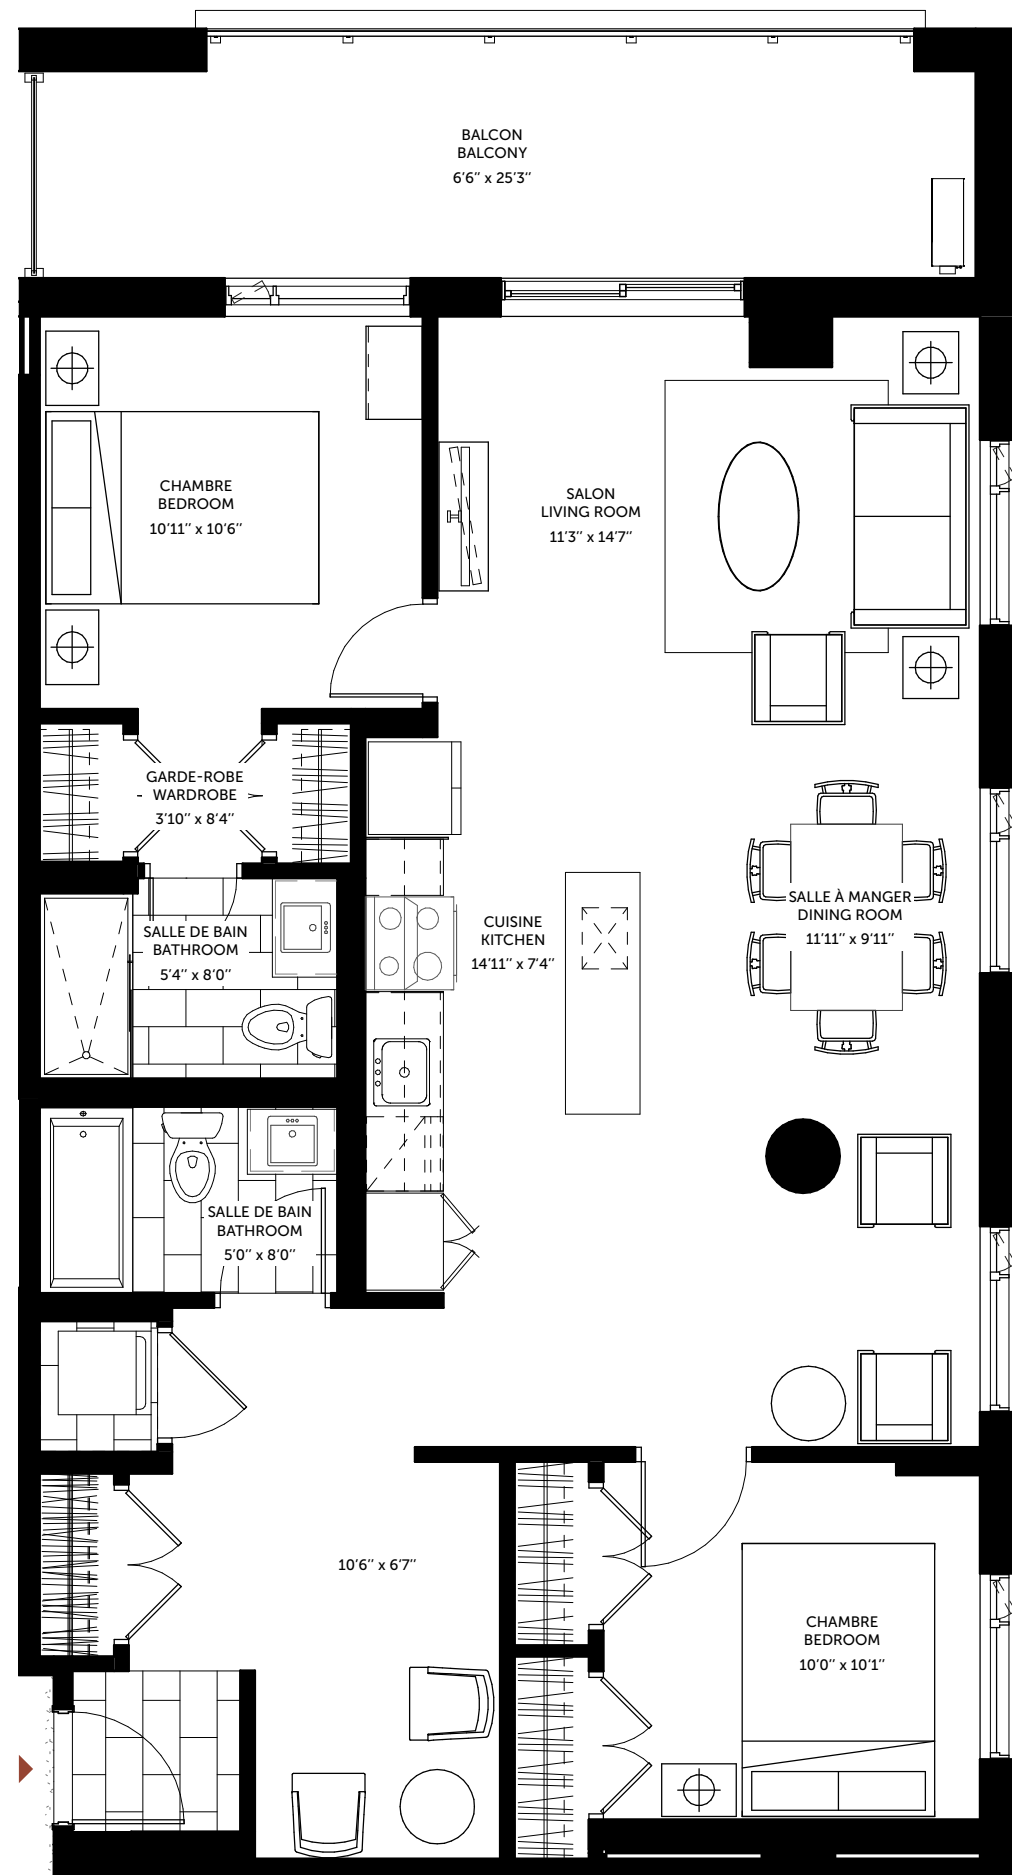 BALCON
BALCONY
6'6'' x 25'3''
CHAMBRE
BEDROOM
10'11'' x 10'6''
SALON
LIVING ROOM
11'3'' x 14'7''
GARDE-ROBE
WARDROBE
3'10'' x 8'4''
SALLE DE BAIN
BATHROOM
5'4'' x 8'0''
CUISINE
KITCHEN
14'11'' x 7'4''
SALLE À MANGER
DINING ROOM
11'11'' x 9'11''
SALLE DE BAIN
BATHROOM
5'0'' x 8'0''
10'6'' x 6'7''
CHAMBRE
BEDROOM
10'0'' x 10'1''